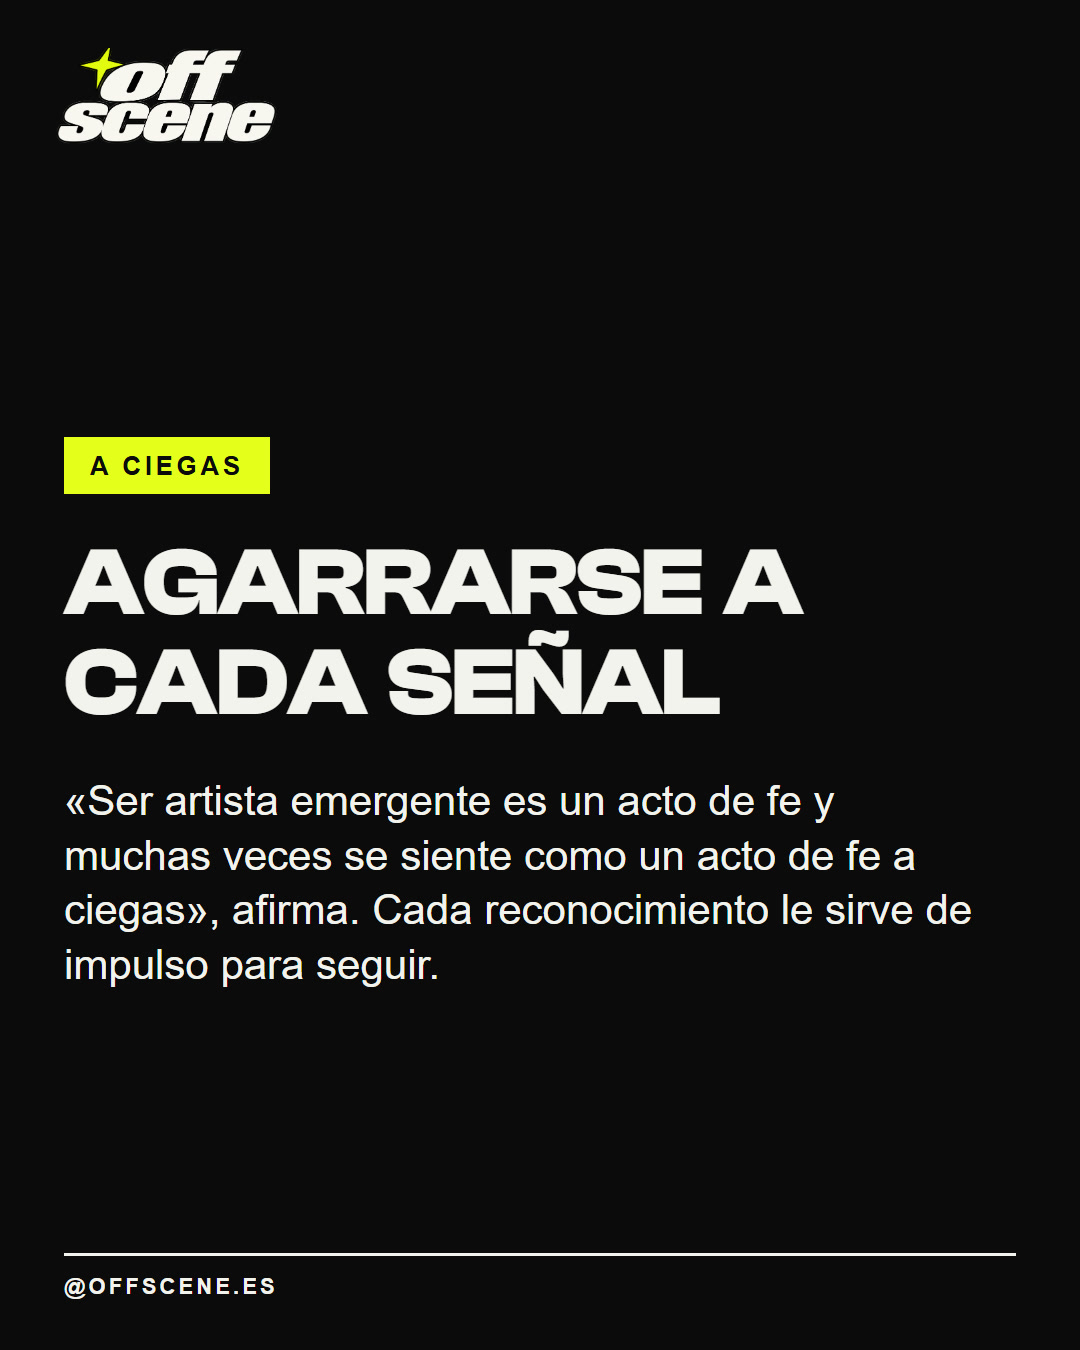 off
scene
A CIEGAS
AGARRARSE A
CADA SEÑAL
«Ser artista emergente es un acto de fe y
muchas veces se siente como un acto de fe a
ciegas», afirma. Cada reconocimiento le sirve de
impulso para seguir.
@OFFSCENE.ES